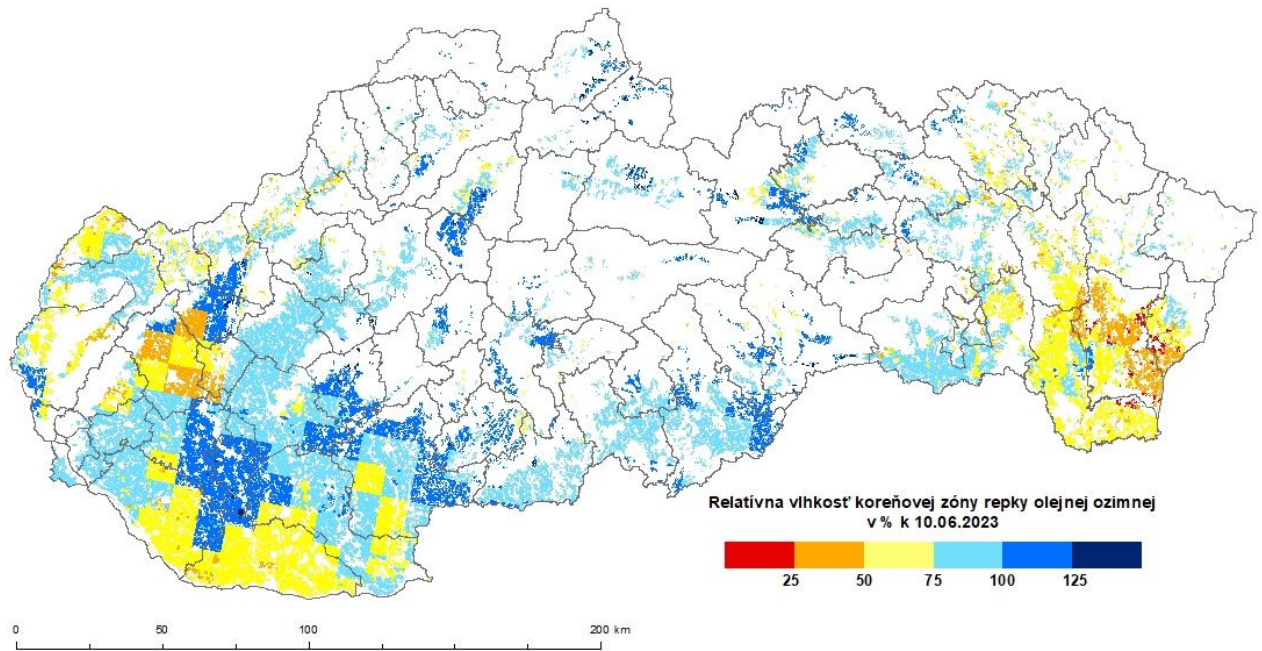 Relatívna vlhkosť koreňovej zóny repky olejnej ozimnej
v % k 10.06.2023
25 50 75 100 125
0 50 100 200 km